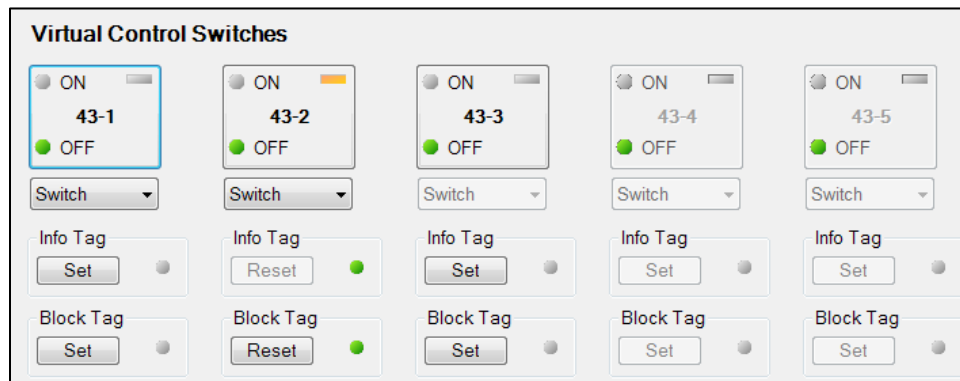 Virtual Control Switches
ON ON ON ON ON
43-1 43-2 43-3 43-4 43-5
OFF OFF OFF OFF OFF
Switch Switch Switch Switch Switch
Info Tag Info Tag Info Tag Info Tag Info Tag
Set Reset Set Set Set
Block Tag Block Tag Block Tag Block Tag Block Tag
Set Reset Set Set Set